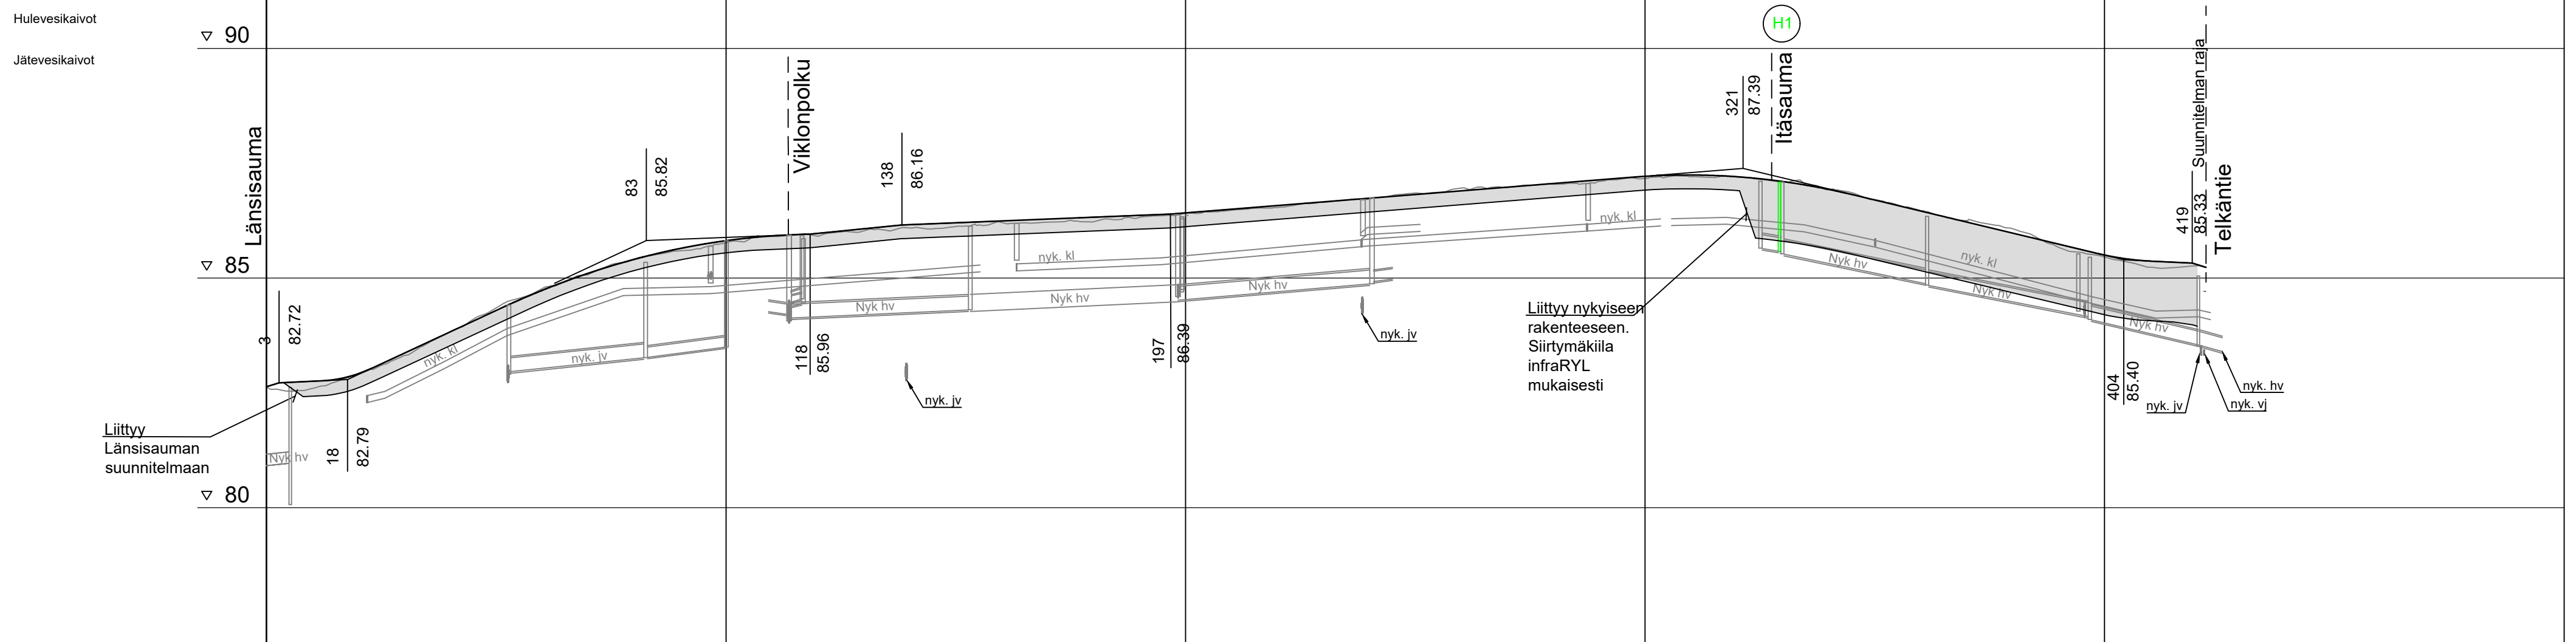 Hulevesikaivot
Jätevesikaivot
90
85
80
Länsisauma
3
82.72
Liittyy
Länsisauman
suunnitelmaan
Nyk hv
18
82.79
nyk. kl
nyk. jv
83
85.82
Viklonpolku
118
85.96
Nyk hv
138
86.16
nyk. jv
nyk. kl
Nyk hv
197
86.39
Nyk hv
nyk. jv
nyk. kl
Liittyy nykyiseen
rakenteeseen.
Siirtymäkiila
infraRYL
mukaisesti
321
87.39
H1
Itäsauma
Nyk hv
nyk. kl
Nyk hv
Nyk hv
404
85.40
419
85.33
Suunnitelman raja
Telkäntie
nyk. jv
nyk. vj
nyk. hv